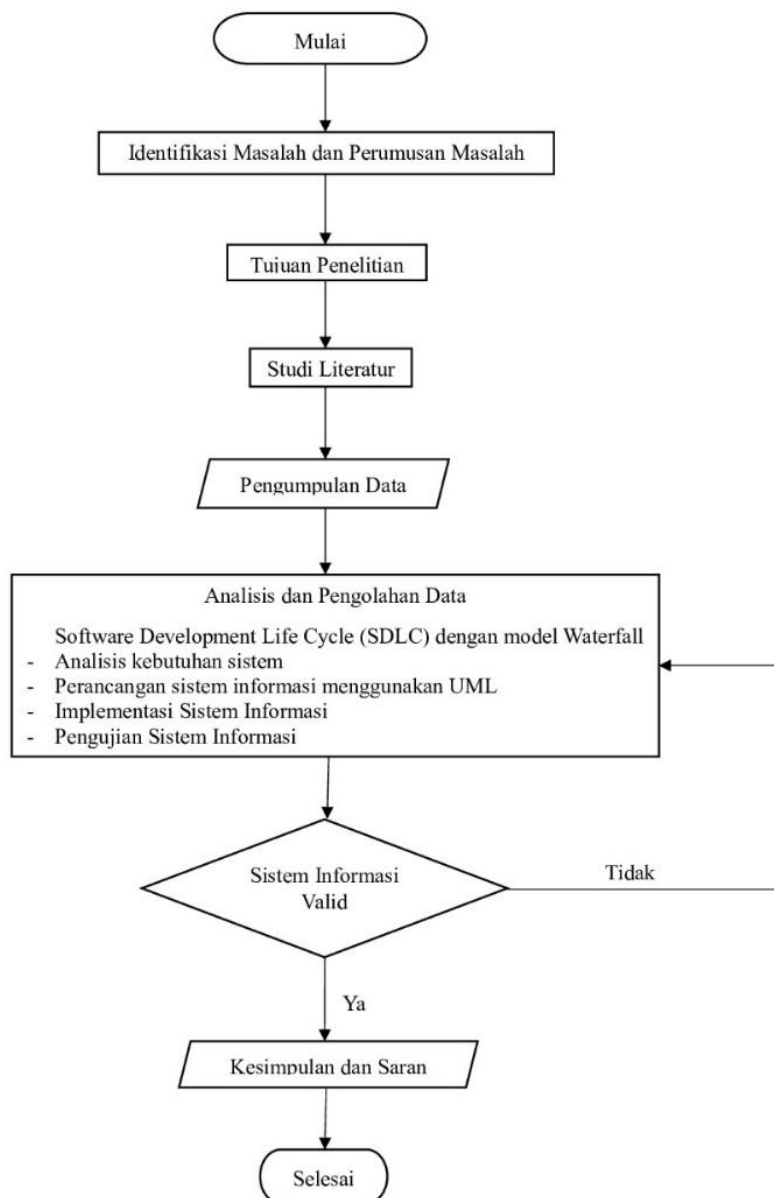 Mulai
Identifikasi Masalah dan Perumusan Masalah
Tujuan Penelitian
Studi Literatur
Pengumpulan Data
Analisis dan Pengolahan Data
Software Development Life Cycle (SDLC) dengan model Waterfall
- Analisis kebutuhan sistem
- Perancangan sistem informasi menggunakan UML
- Implementasi Sistem Informasi
- Pengujian Sistem Informasi
Sistem Informasi
Valid
Tidak
Ya
Kesimpulan dan Saran
Selesai